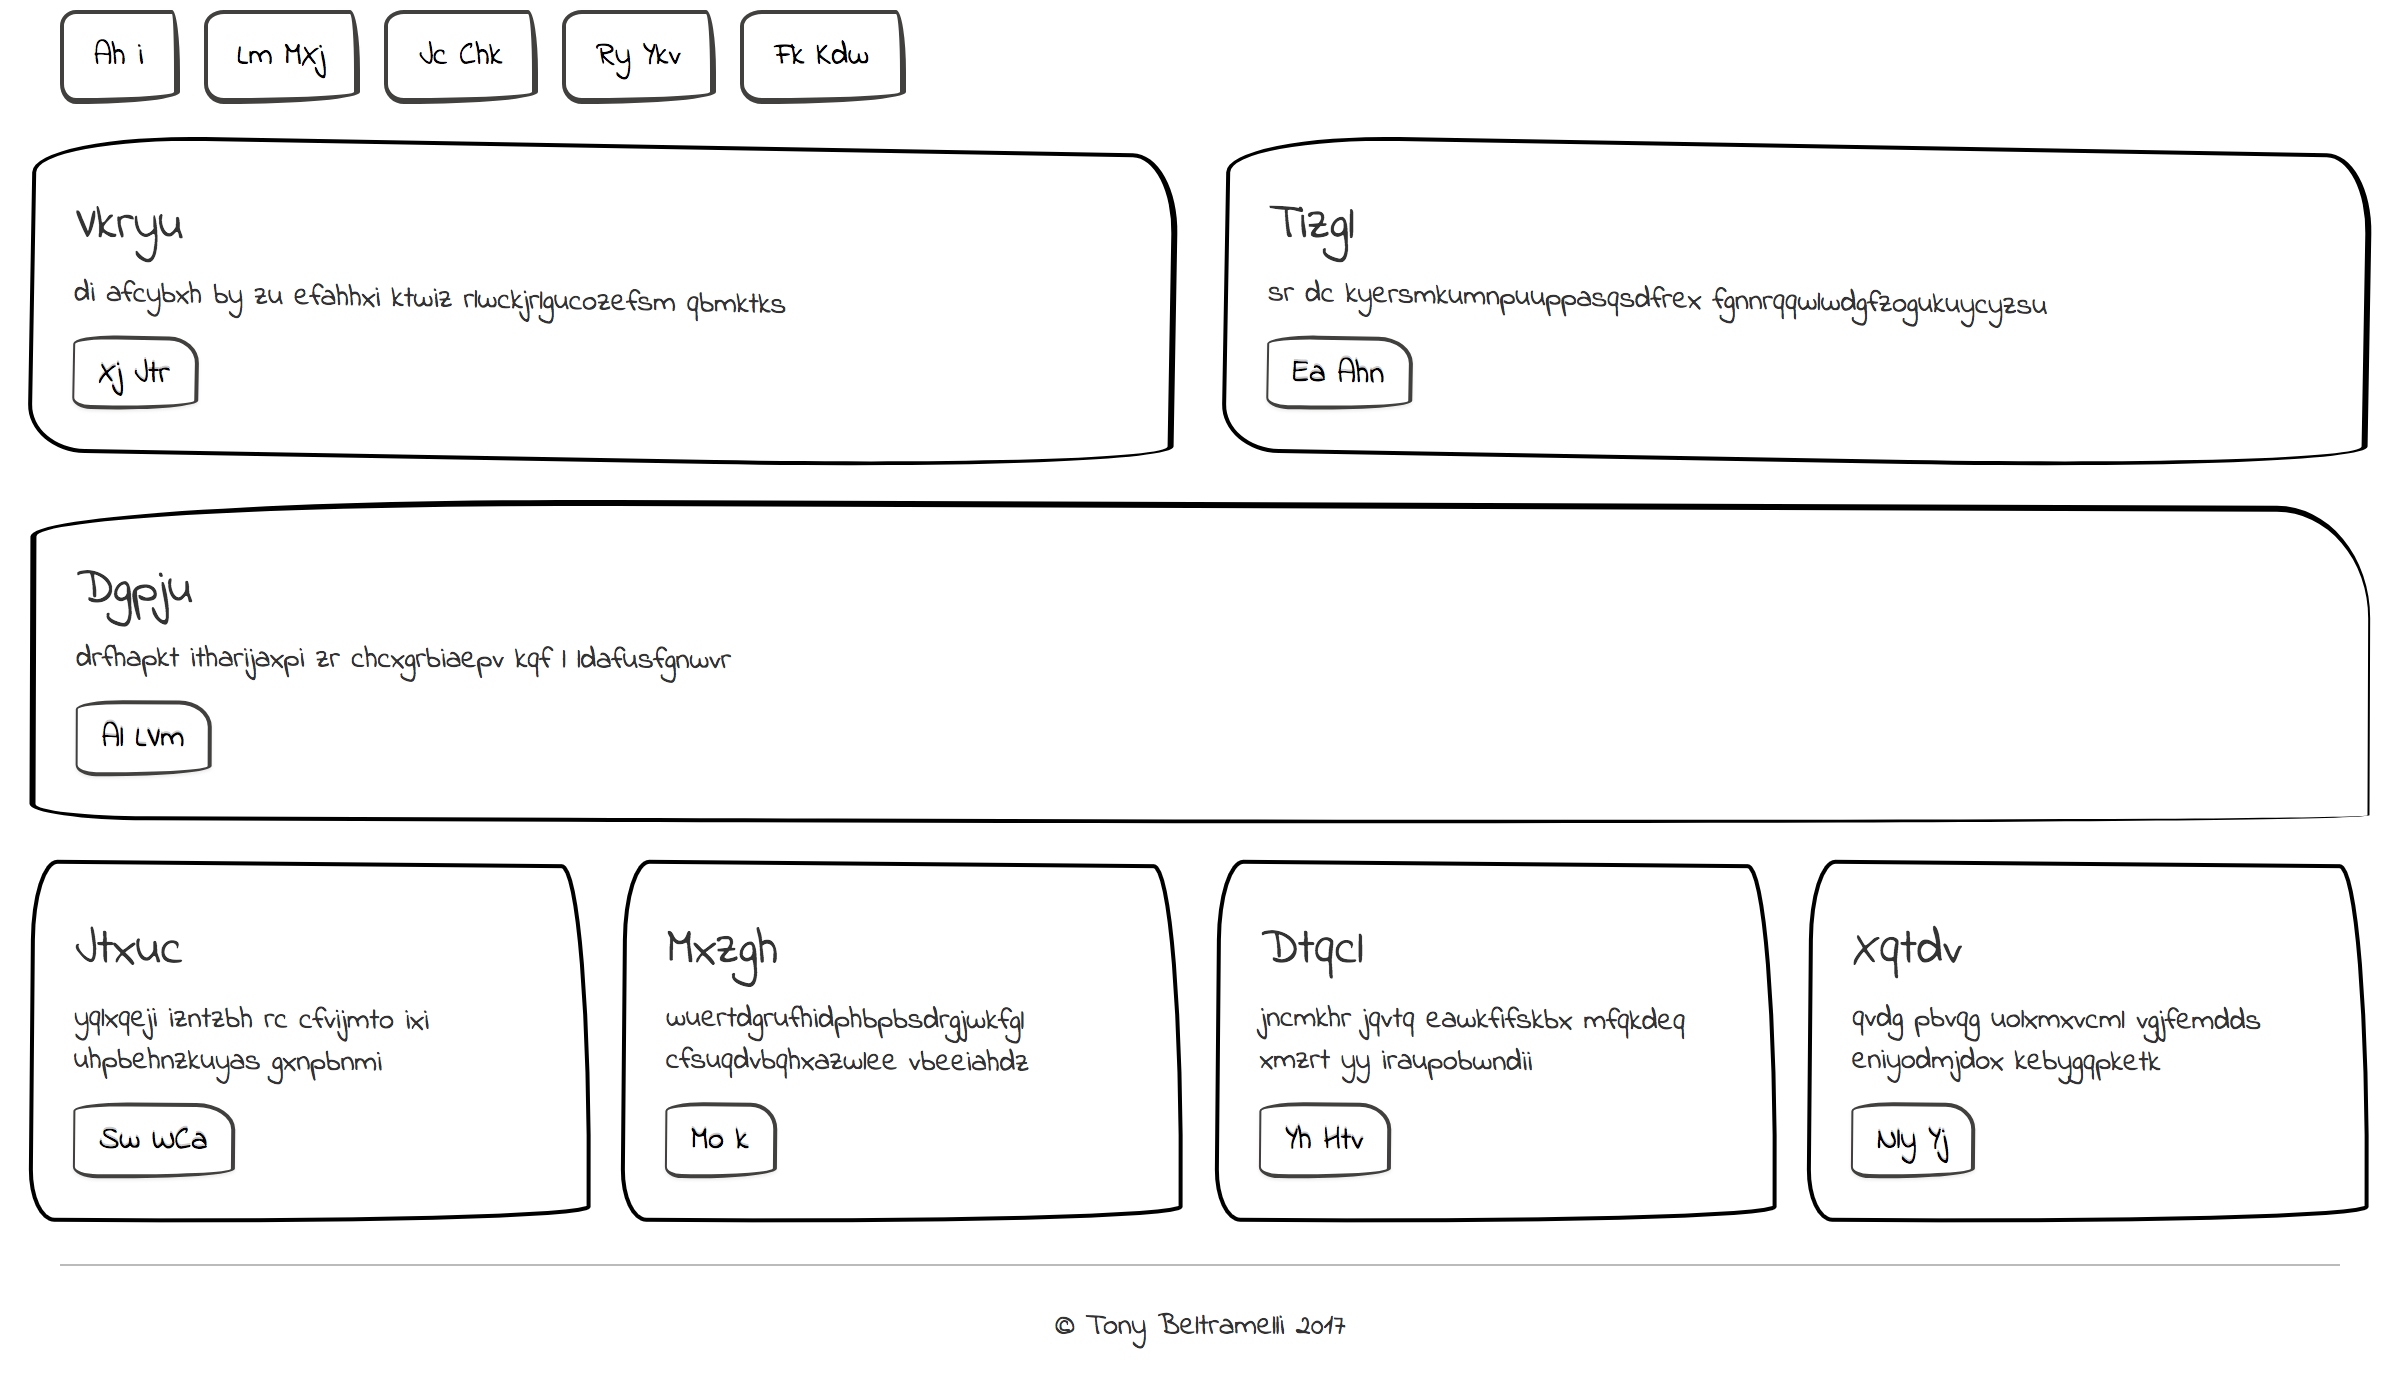 Ah i
Lm MXj
Jc Chk
Ry Ykv
Fk Kdw
Vkryu
di afcybxh by zu efahhxi ktwiz rlwckjrlgucozefsm qbmktks
Xj Jtr
Tizgl
sr dc kyersmkumnpuuppasqsdfrex fgnnrqqwlwdgfzogukuycyzsu
Ea Ahn
Dgpju
drfhapkt itharijaxpi zr chcxgrbiaepv kqf l ldafusfgnwvr
Al LVm
Jtxuc
yqlxqeji izntzbh rc cfvijmto ixi
uhpbehnzkuyas gxnpbnmi
Sw WCa
Mxzgh
wuertdgrufhidphbpbsdrgjwkfgl
cfsuqdvbqhxazwlee vbeeiahdz
Mo k
Dtqcl
jncmkhr jqvtq eawkfifskbx mfqkdeq
xmzrt yy iraupobwndii
Yh Htv
Xqtdv
qvdg pbvqg uolxmxvcml vgjfemdds
eniyodmjdox kebygqpketk
Nly Yj
© Tony Beltramelli 2017